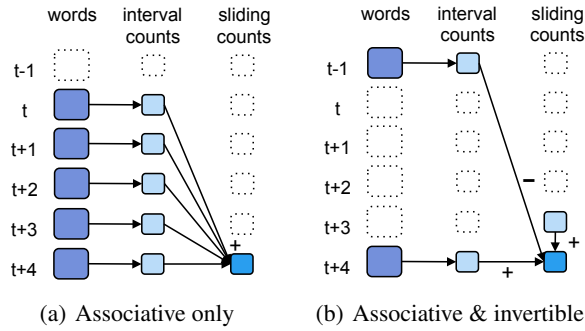 words interval counts sliding counts
t-1
t
t+1
t+2
t+3
t+4
+
(a) Associative only
words interval counts sliding counts
t-1
t
t+1
t+2
t+3
t+4
−
+
+
(b) Associative & invertible